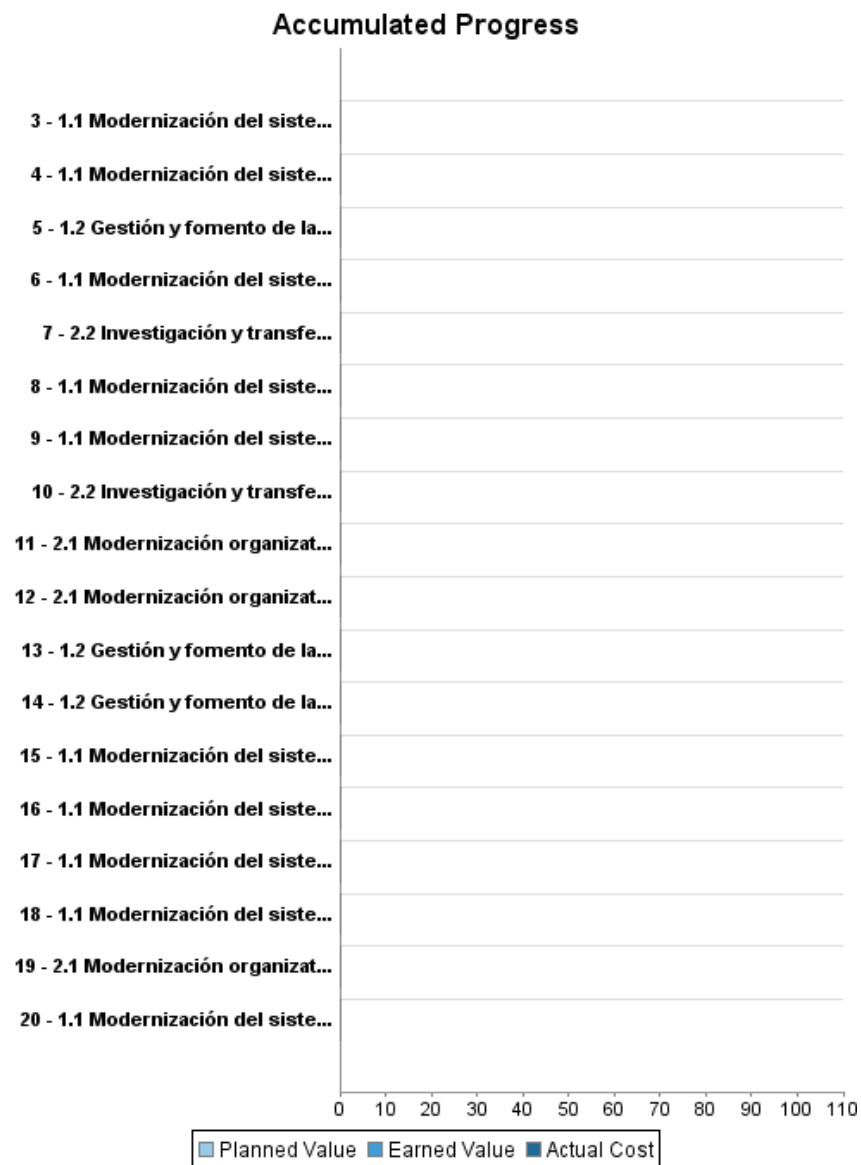 Accumulated Progress
3 - 1.1 Modernización del siste...
4 - 1.1 Modernización del siste...
5 - 1.2 Gestión y fomento de la...
6 - 1.1 Modernización del siste...
7 - 2.2 Investigación y transfe...
8 - 1.1 Modernización del siste...
9 - 1.1 Modernización del siste...
10 - 2.2 Investigación y transfe...
11 - 2.1 Modernización organizat...
12 - 2.1 Modernización organizat...
13 - 1.2 Gestión y fomento de la...
14 - 1.2 Gestión y fomento de la...
15 - 1.1 Modernización del siste...
16 - 1.1 Modernización del siste...
17 - 1.1 Modernización del siste...
18 - 1.1 Modernización del siste...
19 - 2.1 Modernización organizat...
20 - 1.1 Modernización del siste...
0 10 20 30 40 50 60 70 80 90 100 110
Planned Value Earned Value Actual Cost